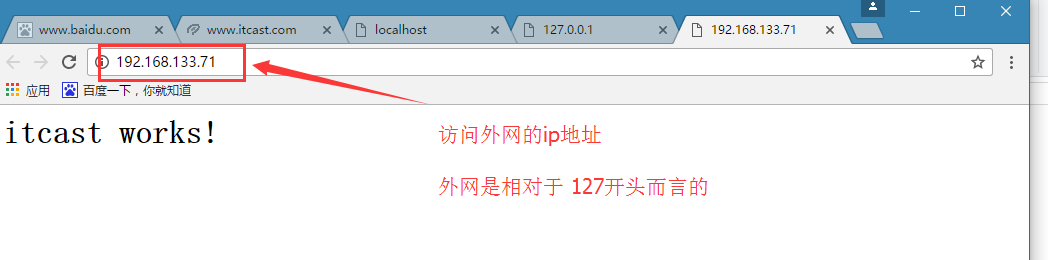 www.baidu.com
www.itcast.com
localhost
127.0.0.1
192.168.133.71
192.168.133.71
应用
百度一下，你就知道
itcast works!
访问外网的ip地址
外网是相对于 127开头而言的